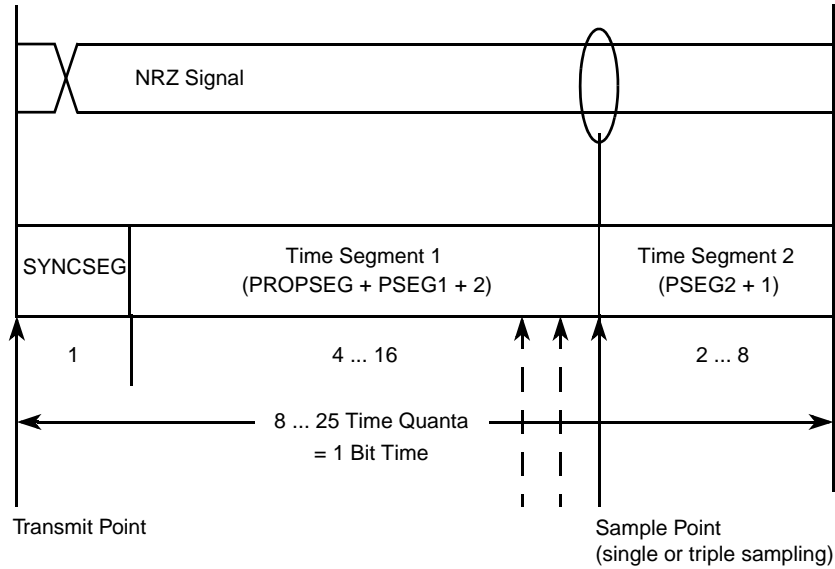 NRZ Signal
SYNCSEG
Time Segment 1
(PROPSEG + PSEG1 + 2)
Time Segment 2
(PSEG2 + 1)
1
4 ... 16
2 ... 8
8 ... 25 Time Quanta
= 1 Bit Time
Transmit Point
Sample Point
(single or triple sampling)